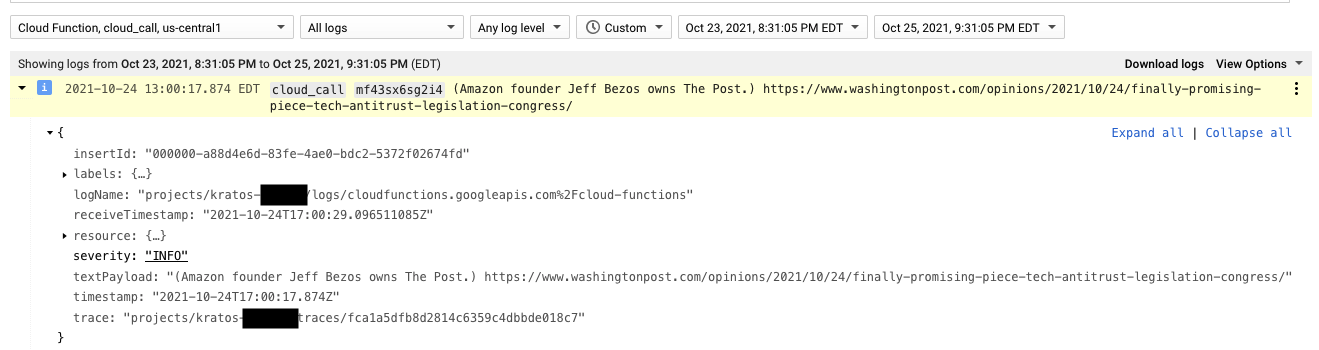 Cloud Function, cloud_call, us-central1 All logs Any log level Custom Oct 23, 2021, 8:31:05 PM EDT Oct 25, 2021, 9:31:05 PM EDT
Showing logs from Oct 23, 2021, 8:31:05 PM to Oct 25, 2021, 9:31:05 PM (EDT) Download logs View Options
i 2021-10-24 13:00:17.874 EDT cloud_call mf43sx6sg2i4 (Amazon founder Jeff Bezos owns The Post.) https://www.washingtonpost.com/opinions/2021/10/24/finally-promising-
piece-tech-antitrust-legislation-congress/
{ Expand all | Collapse all
insertId: "000000-a88d4e6d-83fe-4ae0-bdc2-5372f02674fd"
labels: {…}
logName: "projects/kratos- /logs/cloudfunctions.googleapis.com%2Fcloud-functions"
receiveTimestamp: "2021-10-24T17:00:29.096511085Z"
resource: {…}
severity: "INFO"
textPayload: "(Amazon founder Jeff Bezos owns The Post.) https://www.washingtonpost.com/opinions/2021/10/24/finally-promising-piece-tech-antitrust-legislation-congress/"
timestamp: "2021-10-24T17:00:17.874Z"
trace: "projects/kratos- traces/fca1a5dfb8d2814c6359c4dbbde018c7"
}